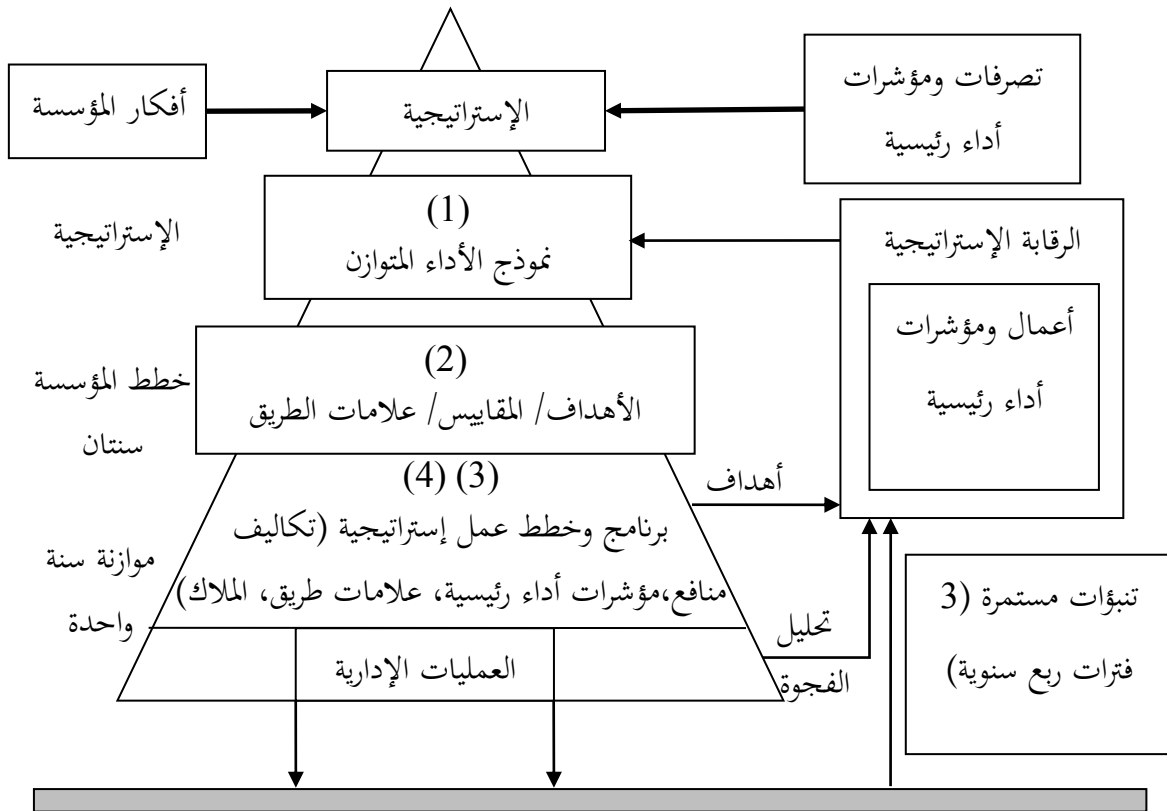 تصرفات ومؤشرات
أداء رئيسية
الإستراتيجية
أفكار المؤسسة
الإستراتيجية
(1)
نموذج الأداء المتوازن
الرقابة الإستراتيجية
أعمال ومؤشرات
أداء رئيسية
خطط المؤسسة
سنتان
(2)
الأهداف/ المقاييس/ علامات الطريق
(3) (4)
برنامج وخطط عمل إستراتيجية (تكاليف
منافع،مؤشرات أداء رئيسية، علامات طريق، الملاك)
أهداف
موازنة سنة
واحدة
تحليل
الفجوة
تنبؤات مستمرة (3
فترات ربع سنوية)
العمليات الإدارية